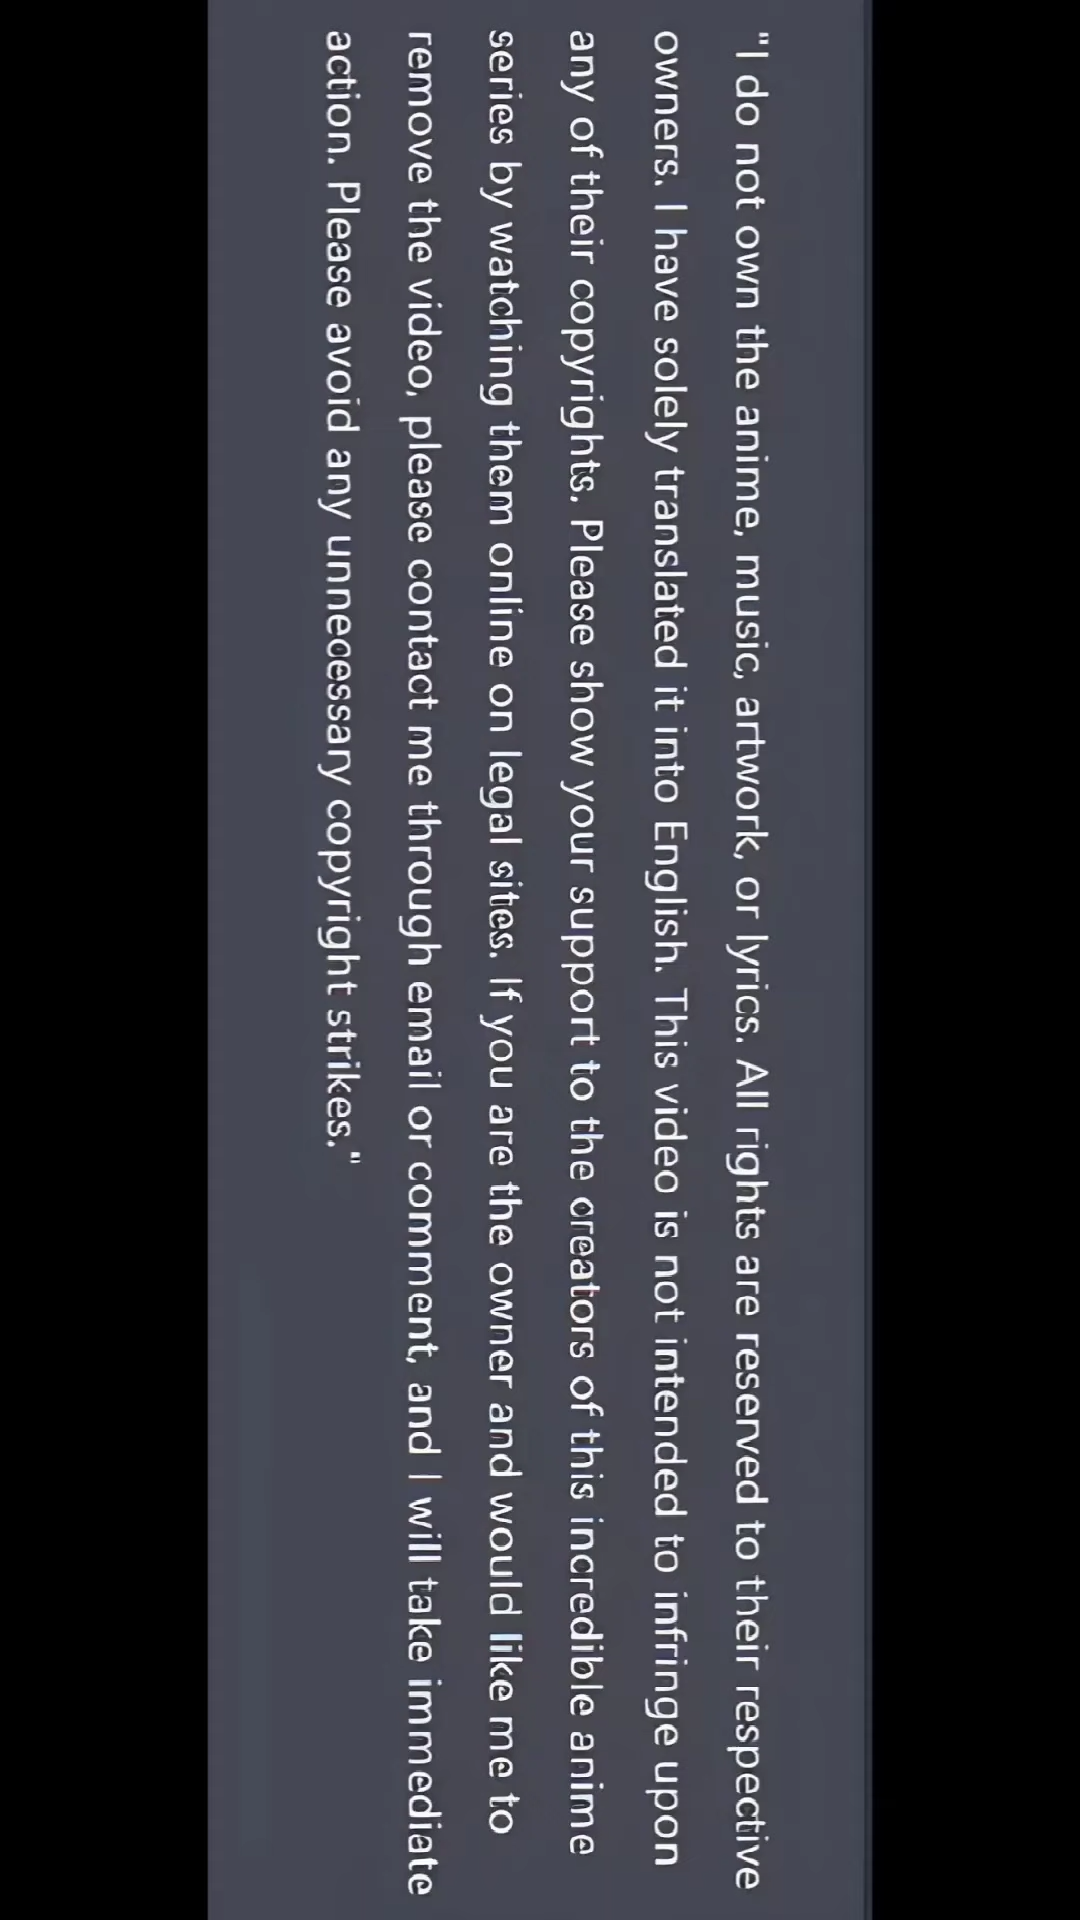 "I do not own the anime, music, artwork, or lyrics. All rights are reserved to their respective
owners. I have solely translated it into English. This video is not intended to infringe upon
any of their copyrights. Please show your support to the creators of this incredible anime
series by watching them online on legal sites. If you are the owner and would like me to
remove the video, please contact me through email or comment, and I will take immediate
action. Please avoid any unnecessary copyright strikes."